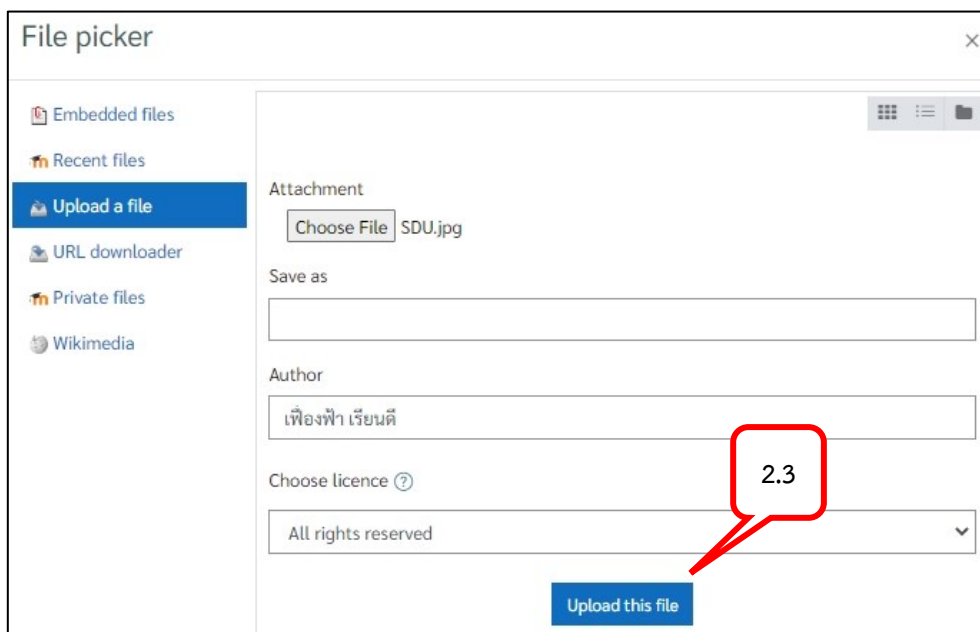 File picker
×
Embedded files
Recent files
Upload a file
URL downloader
Private files
Wikimedia
Attachment
Choose File SDU.jpg
Save as
Author
เฟื่องฟ้า เรียนดี
Choose licence ?
All rights reserved
2.3
Upload this file